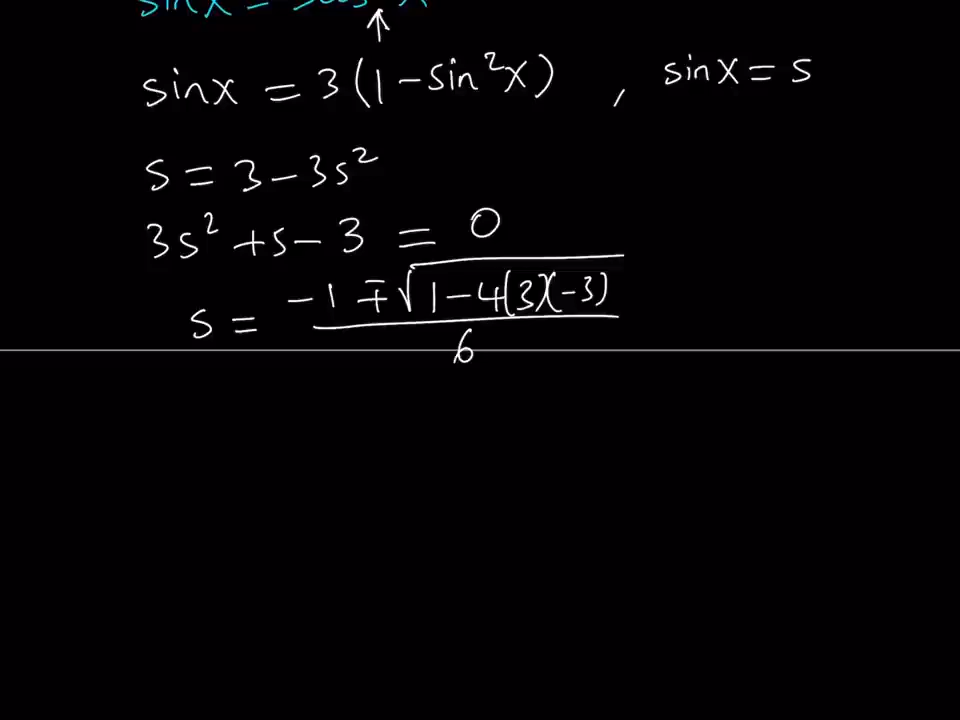 sinx = 3(1-sin²x) , sinx = s
s = 3-3s²
3s² +s-3 = 0
s = (-1 ∓ √(1-4(3)(-3)))/6